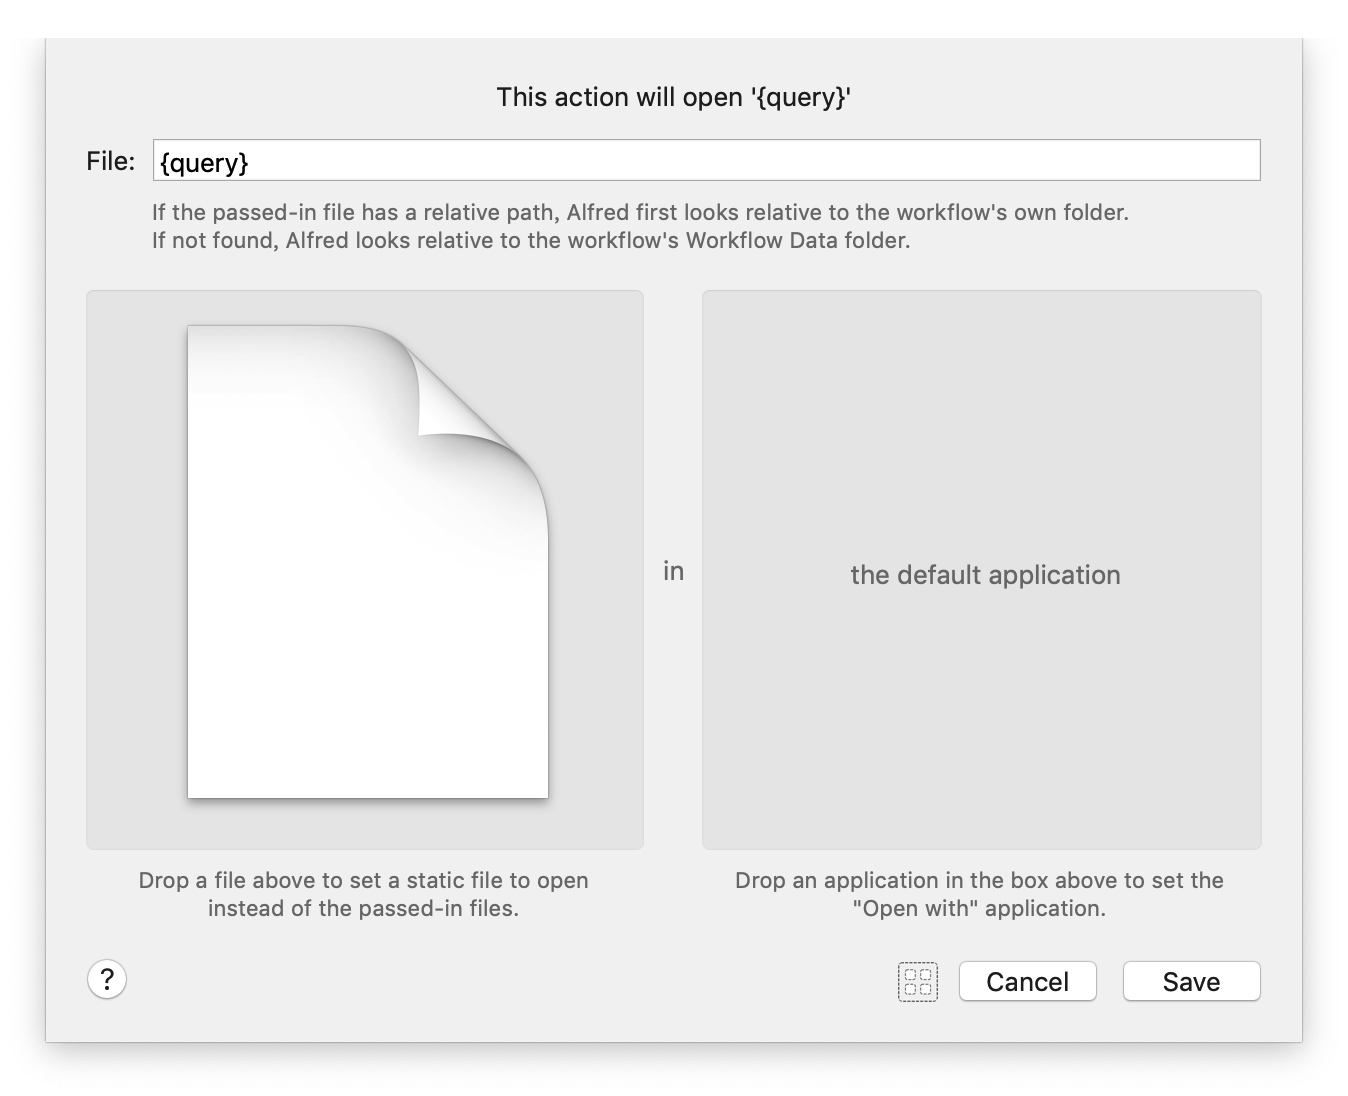 This action will open '{query}'
File: {query}
If the passed-in file has a relative path, Alfred first looks relative to the workflow's own folder.
If not found, Alfred looks relative to the workflow's Workflow Data folder.
in
the default application
Drop a file above to set a static file to open
instead of the passed-in files.
Drop an application in the box above to set the
"Open with" application.
?
Cancel
Save